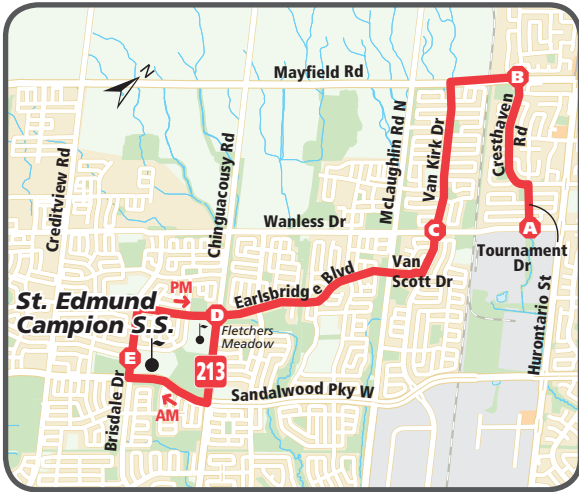 N
Mayfield Rd
B
Cresthaven
Rd
Creditview Rd
Chinguacousy Rd
McLaughlin Rd N
Van Kirk Dr
Wanless Dr
C
A
Tournament
Dr
Van
Scott Dr
Earlsbridge Blvd
Hurontario St
PM
St. Edmund
Campion S.S.
D
Fletchers
Meadow
E
213
Sandalwood Pky W
AM
Brisdale Dr